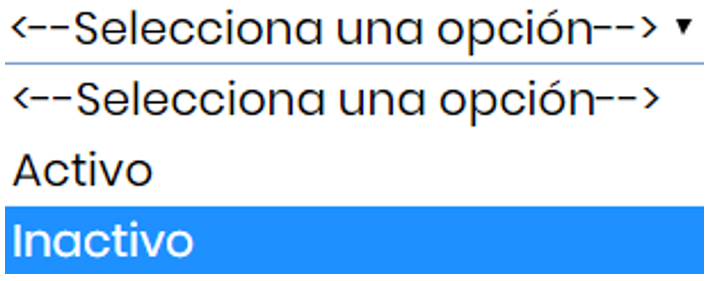 <--Selecciona una opción--> ▼
<--Selecciona una opción-->
Activo
Inactivo